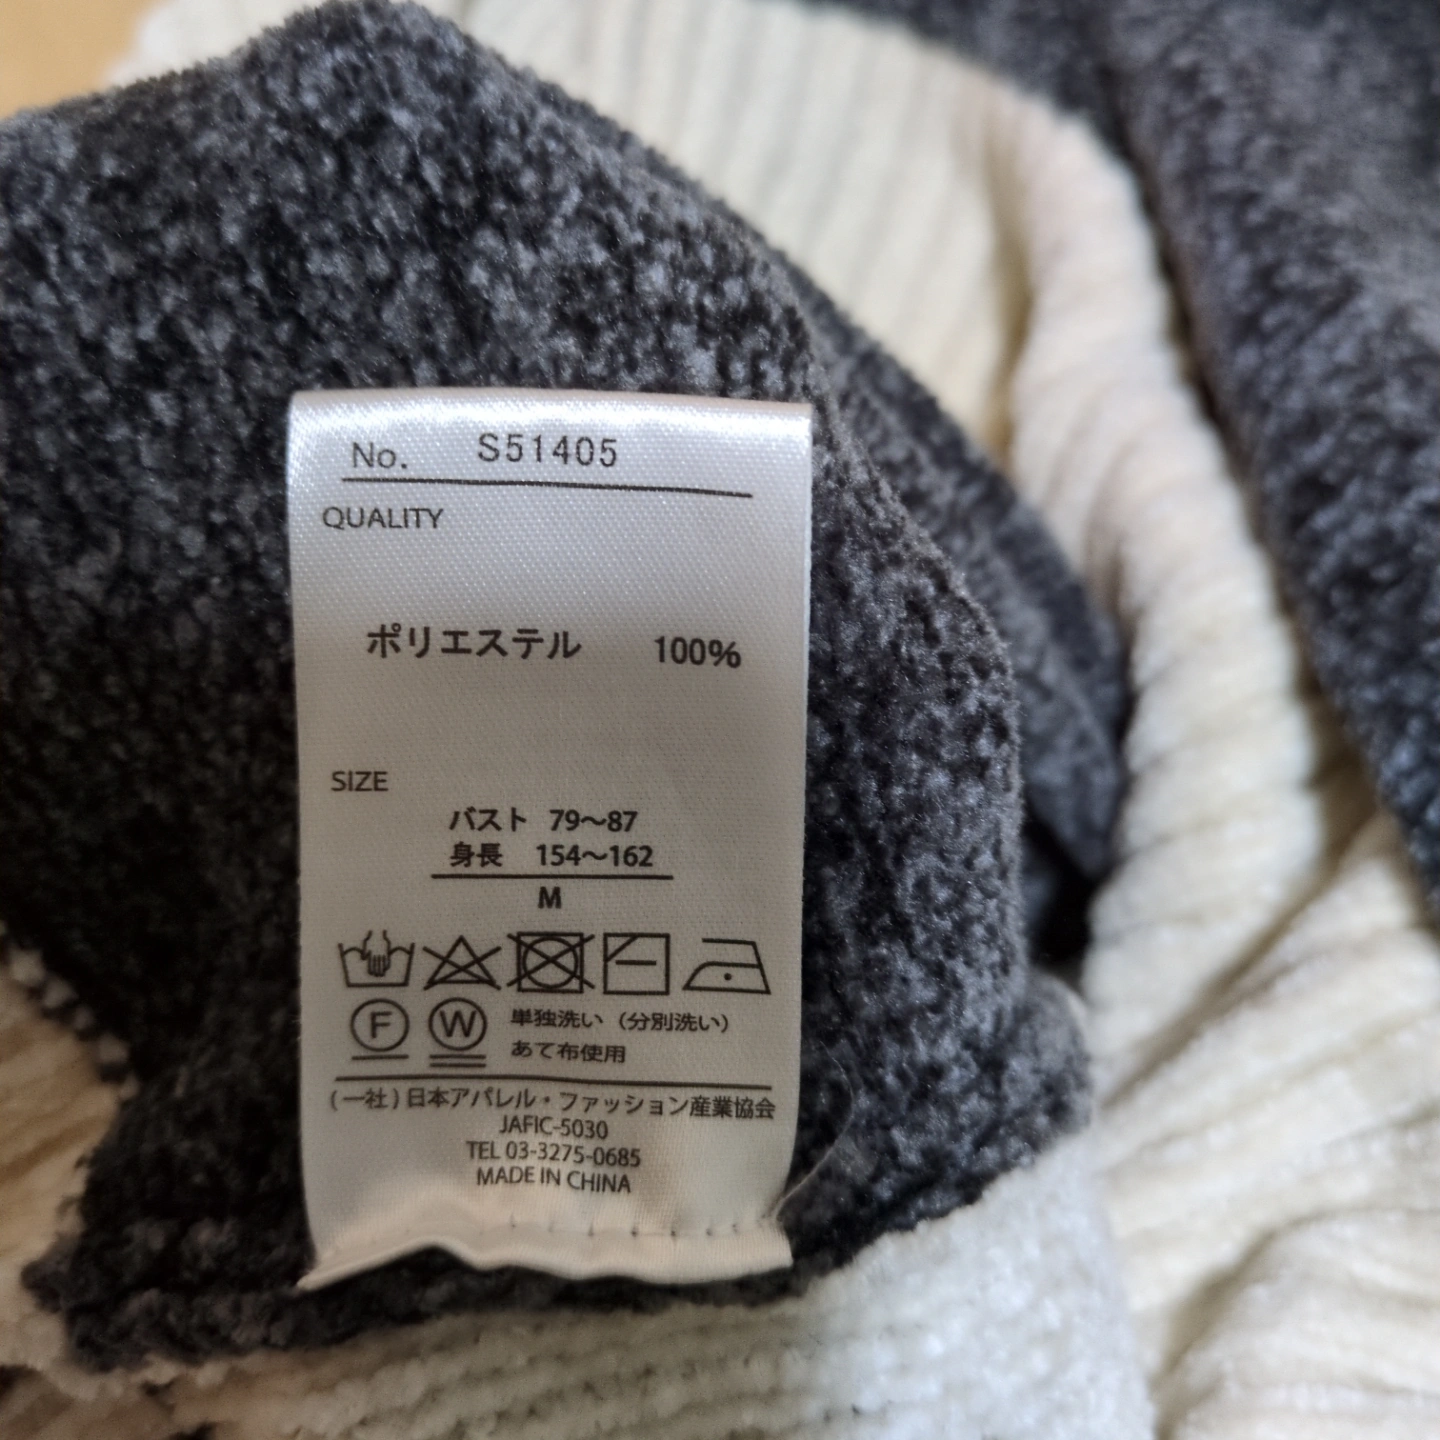 No. S51405
QUALITY
ポリエステル 100%
SIZE
バスト 79～87
身長 154～162
M
F W 単独洗い（分別洗い）
あて布使用
(一社)日本アパレル・ファッション産業協会
JAFIC-5030
TEL 03-3275-0685
MADE IN CHINA